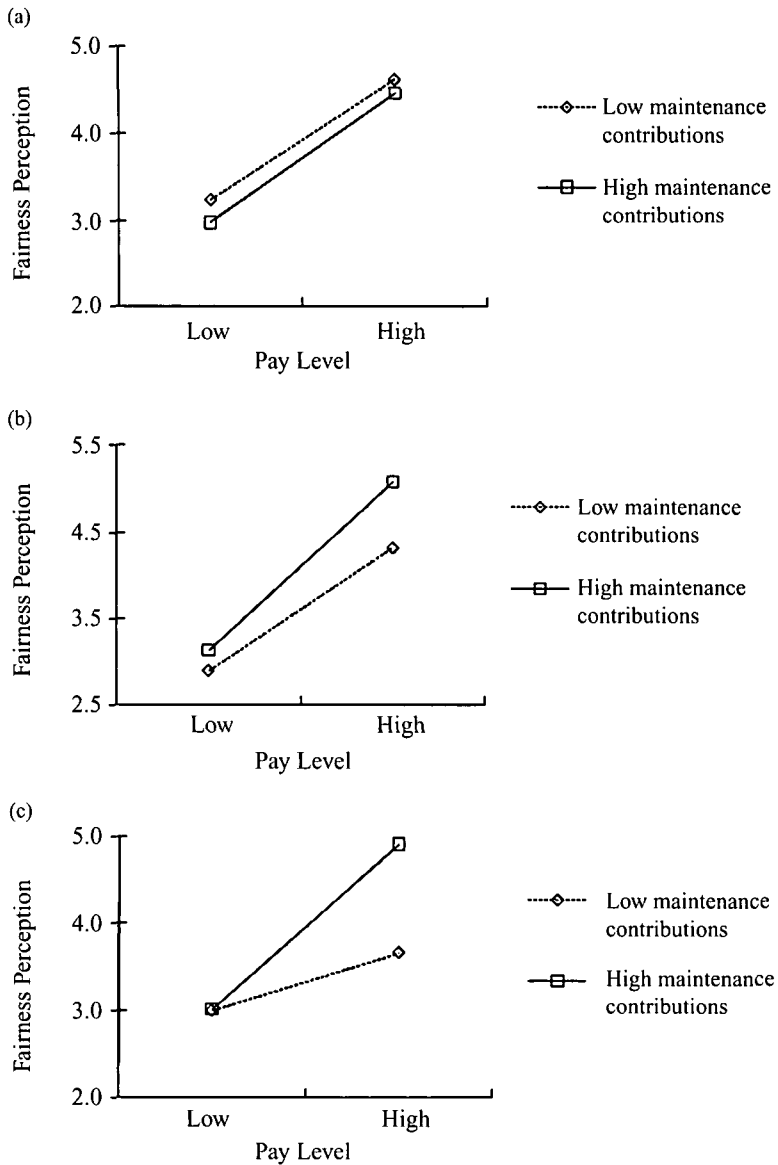 (a)
5.0
4.0
3.0
2.0
Fairness Perception
Low
High
Pay Level
Low maintenance
contributions
High maintenance
contributions
(b)
5.5
4.5
3.5
2.5
Fairness Perception
Low
High
Pay Level
Low maintenance
contributions
High maintenance
contributions
(c)
5.0
4.0
3.0
2.0
Fairness Perception
Low
High
Pay Level
Low maintenance
contributions
High maintenance
contributions